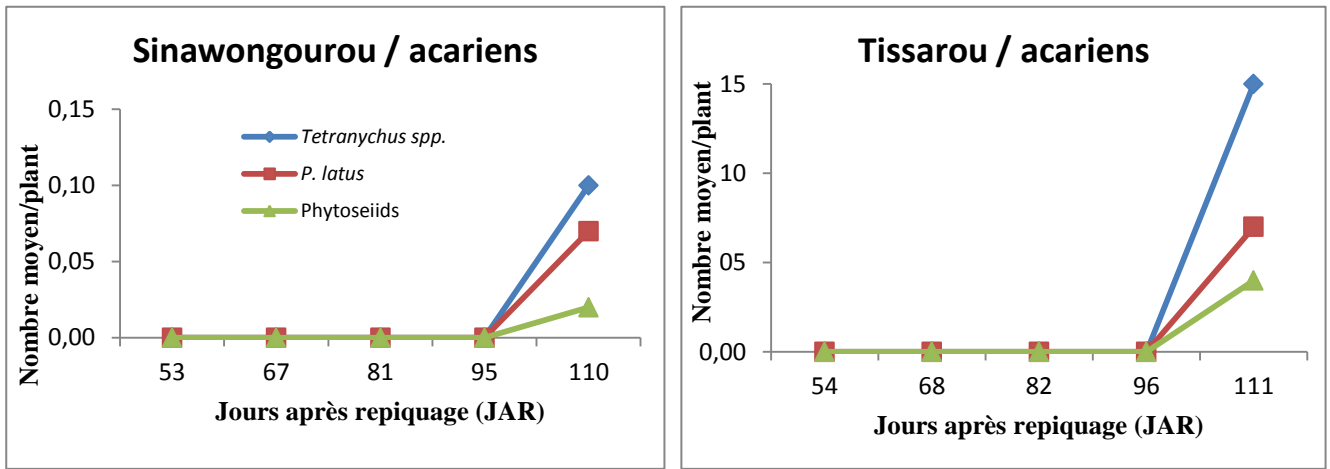 Sinawongourou / acariens
Nombre moyen/plant
0,15
0,10
0,05
0,00
Tetranychus spp.
P. latus
Phytoseiids
53 67 81 95 110
Jours après repiquage (JAR)
Tissarou / acariens
Nombre moyen/plant
15
10
05
0,00
54 68 82 96 111
Jours après repiquage (JAR)